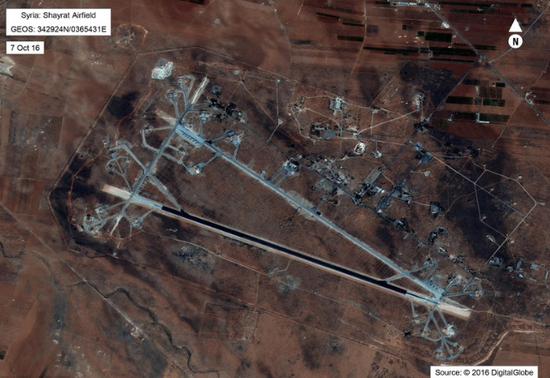 Syria: Shayrat Airfield
GEOS: 342924N/0365431E
7 Oct 16
N
Source: © 2016 DigitalGlobe